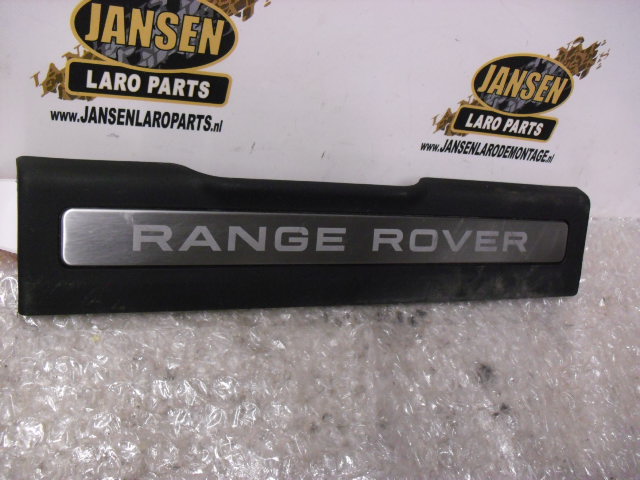 JANSEN
LARO PARTS
www.JANSENLAROPARTS.nl
JANSEN
LARO PARTS
www.JANSENLARODEMONTAGE.nl
RANGE ROVER